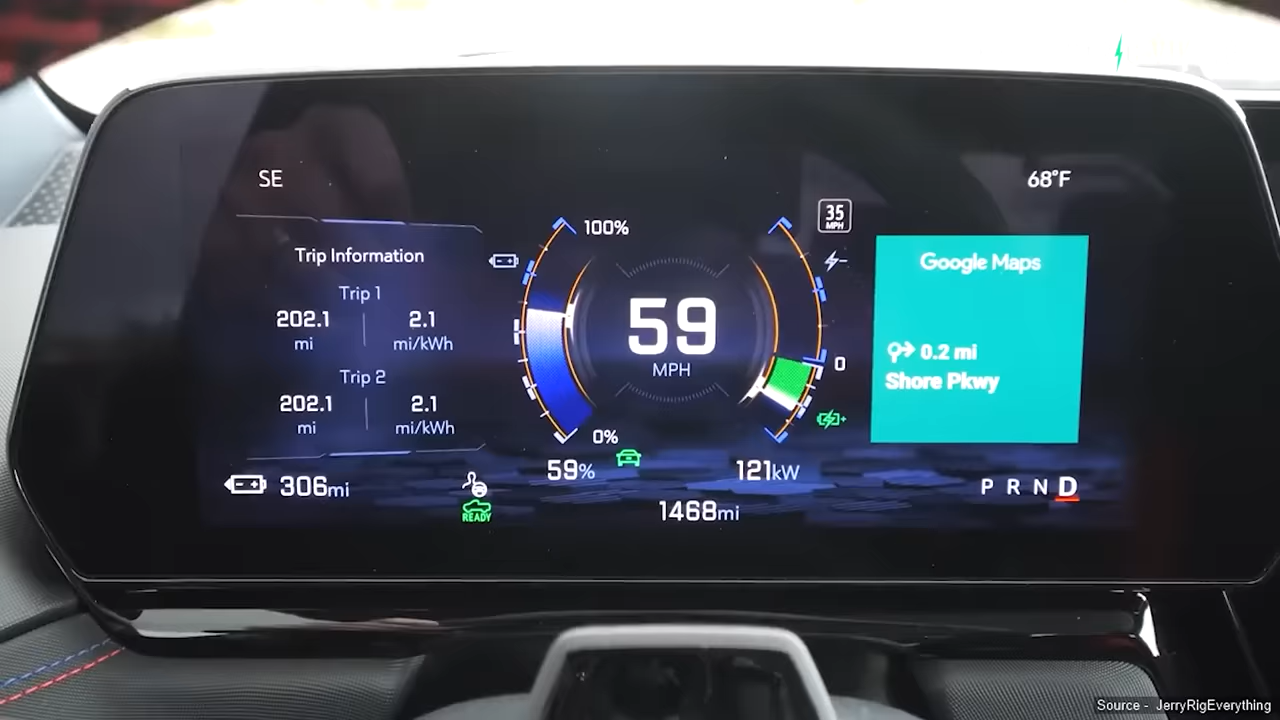 SE
68°F
35
MPH
100%
Trip Information
Trip 1
202.1
mi
2.1
mi/kWh
Trip 2
202.1
mi
2.1
mi/kWh
59
MPH
0
0%
Google Maps
0.2 mi
Shore Pkwy
59%
121kW
306mi
READY
1468mi
P R N D
Source - JerryRigEverything